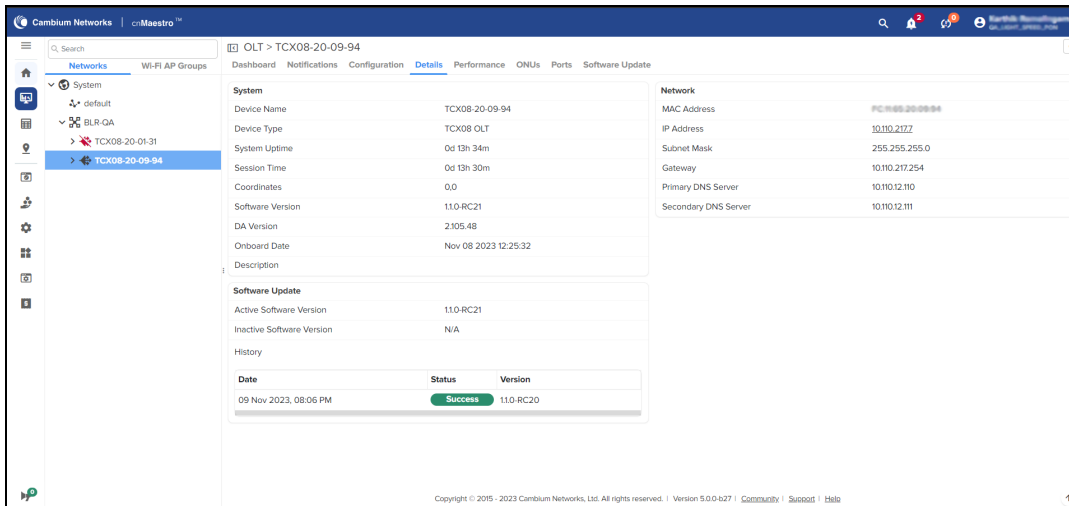 Cambium Networks | cnMaestro ™
2
0
Search
Networks Wi-Fi AP Groups
System
default
BLR-QA
TCX08-20-01-31
TCX08-20-09-94
OLT > TCX08-20-09-94
Dashboard Notifications Configuration Details Performance ONUs Ports Software Update
System
Device Name TCX08-20-09-94
Device Type TCX08 OLT
System Uptime 0d 13h 34m
Session Time 0d 13h 30m
Coordinates 0,0
Software Version 1.1.0-RC21
DA Version 2.105.48
Onboard Date Nov 08 2023 12:25:32
Description
Network
MAC Address
IP Address 10.110.217.7
Subnet Mask 255.255.255.0
Gateway 10.110.217.254
Primary DNS Server 10.110.12.110
Secondary DNS Server 10.110.12.111
Software Update
Active Software Version 1.1.0-RC21
Inactive Software Version N/A
History
Date Status Version
09 Nov 2023, 08:06 PM Success 1.1.0-RC20
0
Copyright © 2015 - 2023 Cambium Networks, Ltd. All rights reserved. | Version 5.0.0-b27 | Community | Support | Help